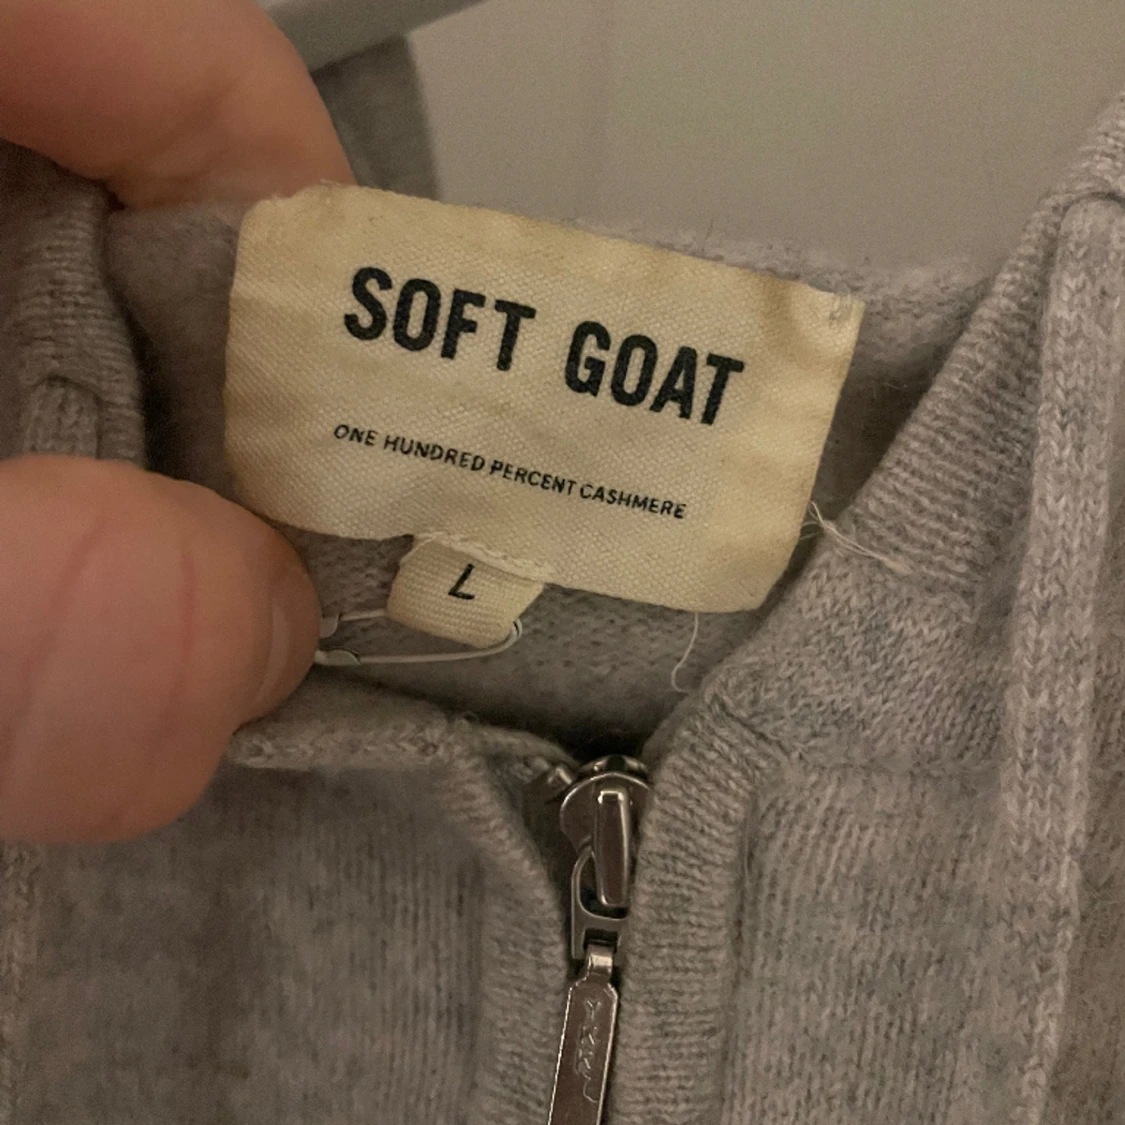 SOFT GOAT
ONE HUNDRED PERCENT CASHMERE
L